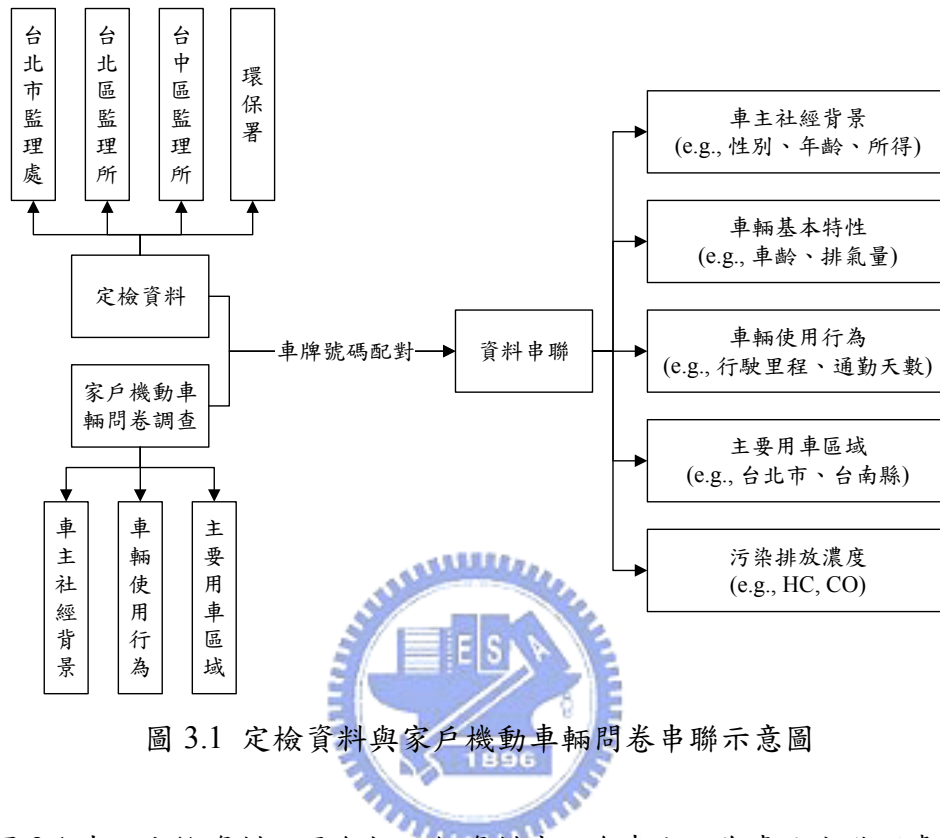 台北市監理處
台北區監理所
台中區監理所
環保署
定檢資料
家戶機動車
輛問卷調查
車主社經背景
車輛使用行為
主要用車區域
車牌號碼配對
資料串聯
車主社經背景
(e.g., 性別、年齡、所得)
車輛基本特性
(e.g., 車齡、排氣量)
車輛使用行為
(e.g., 行駛里程、通勤天數)
主要用車區域
(e.g., 台北市、台南縣)
污染排放濃度
(e.g., HC, CO)
ESA
1896
圖 3.1 定檢資料與家戶機動車輛問卷串聯示意圖